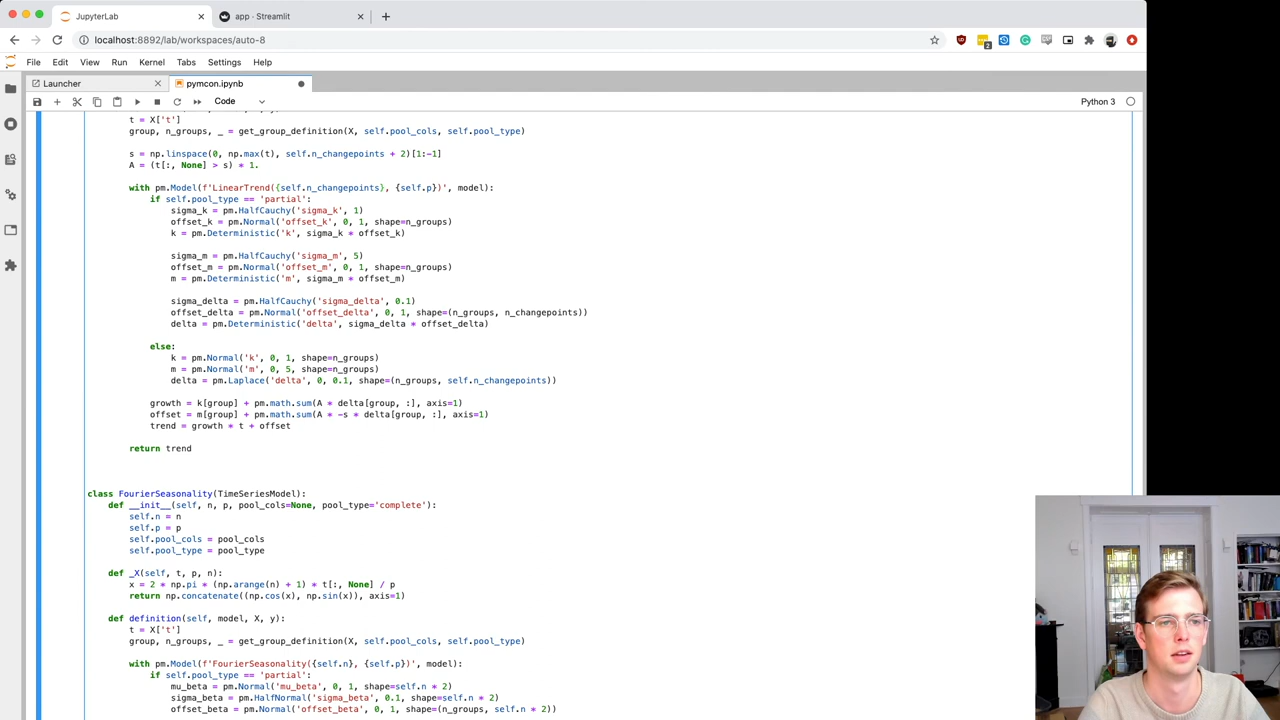 JupyterLab
app · Streamlit
localhost:8892/lab/workspaces/auto-8
2
File Edit View Run Kernel Tabs Settings Help
Launcher
pymcon.ipynb
Code
Python 3
t = X['t']
group, n_groups, _ = get_group_definition(X, self.pool_cols, self.pool_type)
s = np.linspace(0, np.max(t), self.n_changepoints + 2)[1:-1]
A = (t[:, None] > s) * 1.
with pm.Model(f'LinearTrend({self.n_changepoints}, {self.p})', model):
if self.pool_type == 'partial':
sigma_k = pm.HalfCauchy('sigma_k', 1)
offset_k = pm.Normal('offset_k', 0, 1, shape=n_groups)
k = pm.Deterministic('k', sigma_k * offset_k)
sigma_m = pm.HalfCauchy('sigma_m', 5)
offset_m = pm.Normal('offset_m', 0, 1, shape=n_groups)
m = pm.Deterministic('m', sigma_m * offset_m)
sigma_delta = pm.HalfCauchy('sigma_delta', 0.1)
offset_delta = pm.Normal('offset_delta', 0, 1, shape=(n_groups, n_changepoints))
delta = pm.Deterministic('delta', sigma_delta * offset_delta)
else:
k = pm.Normal('k', 0, 1, shape=n_groups)
m = pm.Normal('m', 0, 5, shape=n_groups)
delta = pm.Laplace('delta', 0, 0.1, shape=(n_groups, self.n_changepoints))
growth = k[group] + pm.math.sum(A * delta[group, :], axis=1)
offset = m[group] + pm.math.sum(A * -s * delta[group, :], axis=1)
trend = growth * t + offset
return trend
class FourierSeasonality(TimeSeriesModel):
def __init__(self, n, p, pool_cols=None, pool_type='complete'):
self.n = n
self.p = p
self.pool_cols = pool_cols
self.pool_type = pool_type
def _X(self, t, p, n):
x = 2 * np.pi * (np.arange(n) + 1) * t[:, None] / p
return np.concatenate((np.cos(x), np.sin(x)), axis=1)
def definition(self, model, X, y):
t = X['t']
group, n_groups, _ = get_group_definition(X, self.pool_cols, self.pool_type)
with pm.Model(f'FourierSeasonality({self.n}, {self.p})', model):
if self.pool_type == 'partial':
mu_beta = pm.Normal('mu_beta', 0, 1, shape=self.n * 2)
sigma_beta = pm.HalfNormal('sigma_beta', 0.1, shape=self.n * 2)
offset_beta = pm.Normal('offset_beta', 0, 1, shape=(n_groups, self.n * 2))